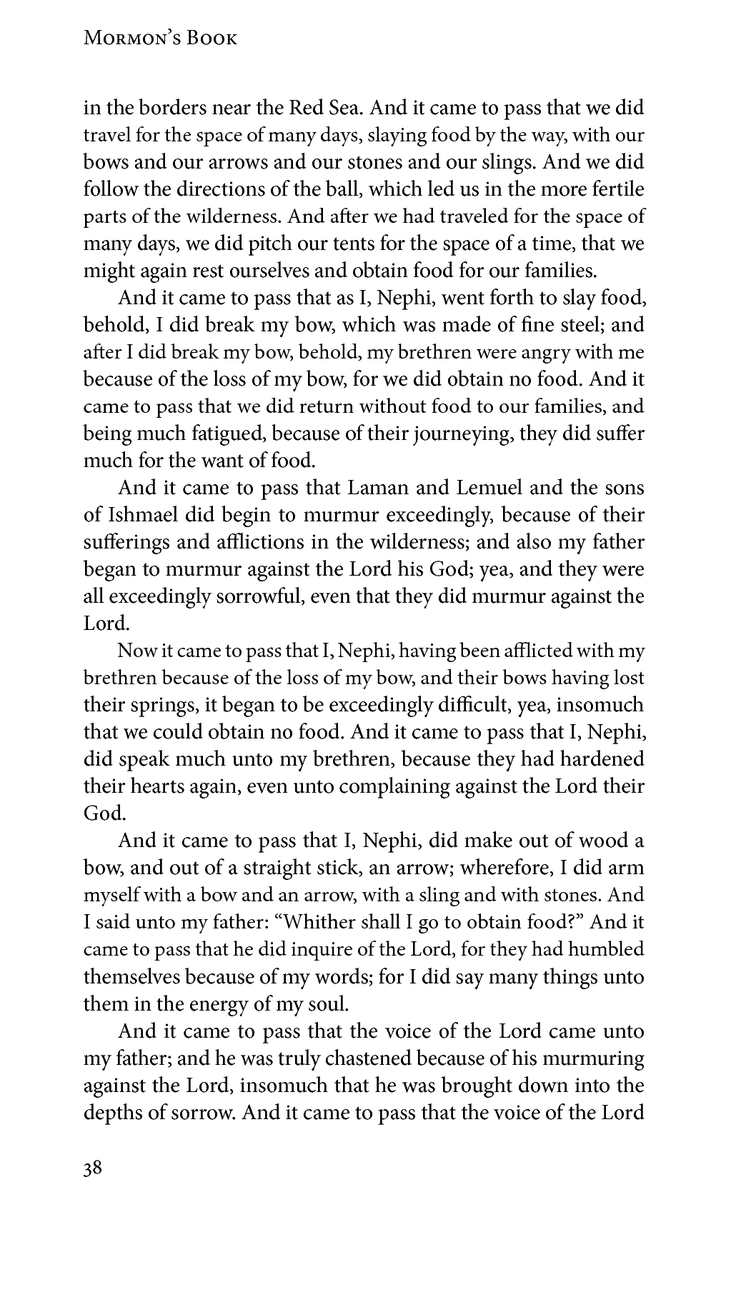 Mormon’s Book
in the borders near the Red Sea. And it came to pass that we did
travel for the space of many days, slaying food by the way, with our
bows and our arrows and our stones and our slings. And we did
follow the directions of the ball, which led us in the more fertile
parts of the wilderness. And after we had traveled for the space of
many days, we did pitch our tents for the space of a time, that we
might again rest ourselves and obtain food for our families.
And it came to pass that as I, Nephi, went forth to slay food,
behold, I did break my bow, which was made of fine steel; and
after I did break my bow, behold, my brethren were angry with me
because of the loss of my bow, for we did obtain no food. And it
came to pass that we did return without food to our families, and
being much fatigued, because of their journeying, they did suffer
much for the want of food.
And it came to pass that Laman and Lemuel and the sons
of Ishmael did begin to murmur exceedingly, because of their
sufferings and afflictions in the wilderness; and also my father
began to murmur against the Lord his God; yea, and they were
all exceedingly sorrowful, even that they did murmur against the
Lord.
Now it came to pass that I, Nephi, having been afflicted with my
brethren because of the loss of my bow, and their bows having lost
their springs, it began to be exceedingly difficult, yea, insomuch
that we could obtain no food. And it came to pass that I, Nephi,
did speak much unto my brethren, because they had hardened
their hearts again, even unto complaining against the Lord their
God.
And it came to pass that I, Nephi, did make out of wood a
bow, and out of a straight stick, an arrow; wherefore, I did arm
myself with a bow and an arrow, with a sling and with stones. And
I said unto my father: “Whither shall I go to obtain food?” And it
came to pass that he did inquire of the Lord, for they had humbled
themselves because of my words; for I did say many things unto
them in the energy of my soul.
And it came to pass that the voice of the Lord came unto
my father; and he was truly chastened because of his murmuring
against the Lord, insomuch that he was brought down into the
depths of sorrow. And it came to pass that the voice of the Lord
38